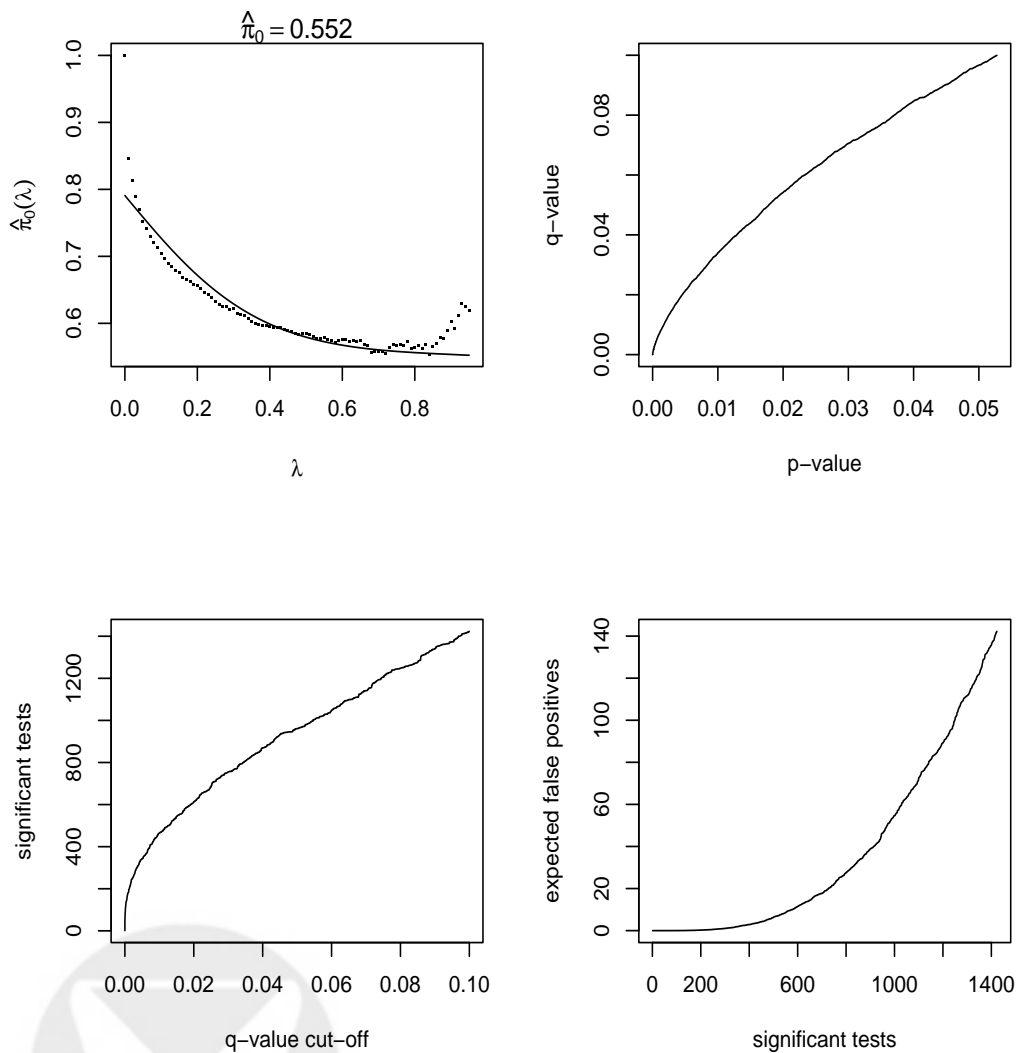 π̂₀ = 0.552
π̂₀(λ)
1.0
0.9
0.8
0.7
0.6
0.0 0.2 0.4 0.6 0.8
λ
q−value
0.08
0.04
0.00
0.00 0.01 0.02 0.03 0.04 0.05
p−value
significant tests
1200
800
400
0
0.00 0.02 0.04 0.06 0.08 0.10
q−value cut−off
expected false positives
140
100
60
20
0
0 200 600 1000 1400
significant tests